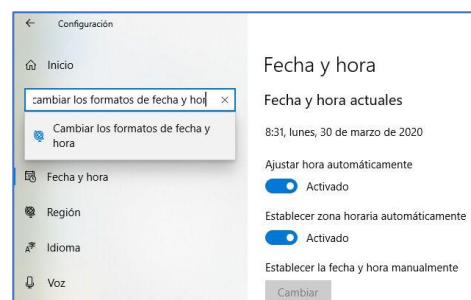 Configuración
Inicio
cambiar los formatos de fecha y hor
Cambiar los formatos de fecha y
hora
Fecha y hora
Región
Idioma
Voz
Fecha y hora
Fecha y hora actuales
8:31, lunes, 30 de marzo de 2020
Ajustar hora automáticamente
Activado
Establecer zona horaria automáticamente
Activado
Establecer la fecha y hora manualmente
Cambiar